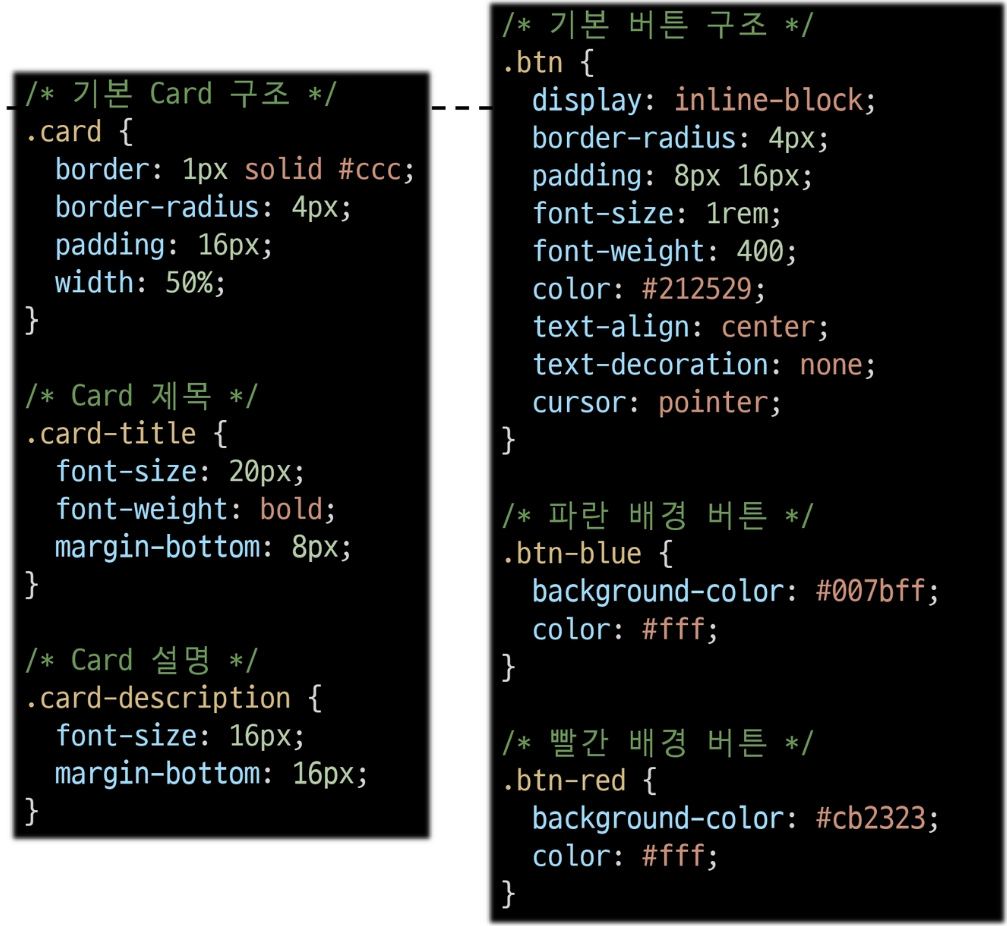 /* 기본 Card 구조 */
.card {
  border: 1px solid #ccc;
  border-radius: 4px;
  padding: 16px;
  width: 50%;
}

/* Card 제목 */
.card-title {
  font-size: 20px;
  font-weight: bold;
  margin-bottom: 8px;
}

/* Card 설명 */
.card-description {
  font-size: 16px;
  margin-bottom: 16px;
}

/* 기본 버튼 구조 */
.btn {
  display: inline-block;
  border-radius: 4px;
  padding: 8px 16px;
  font-size: 1rem;
  font-weight: 400;
  color: #212529;
  text-align: center;
  text-decoration: none;
  cursor: pointer;
}

/* 파란 배경 버튼 */
.btn-blue {
  background-color: #007bff;
  color: #fff;
}

/* 빨간 배경 버튼 */
.btn-red {
  background-color: #cb2323;
  color: #fff;
}